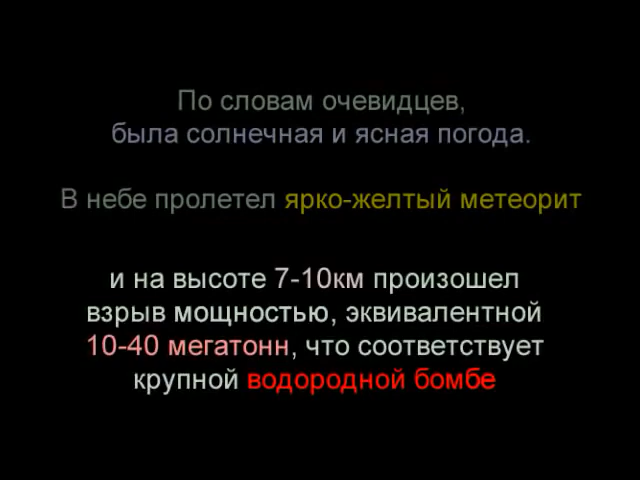 По словам очевидцев,
была солнечная и ясная погода.
В небе пролетел ярко-желтый метеорит
и на высоте 7-10км произошел
взрыв мощностью, эквивалентной
10-40 мегатонн, что соответствует
крупной водородной бомбе